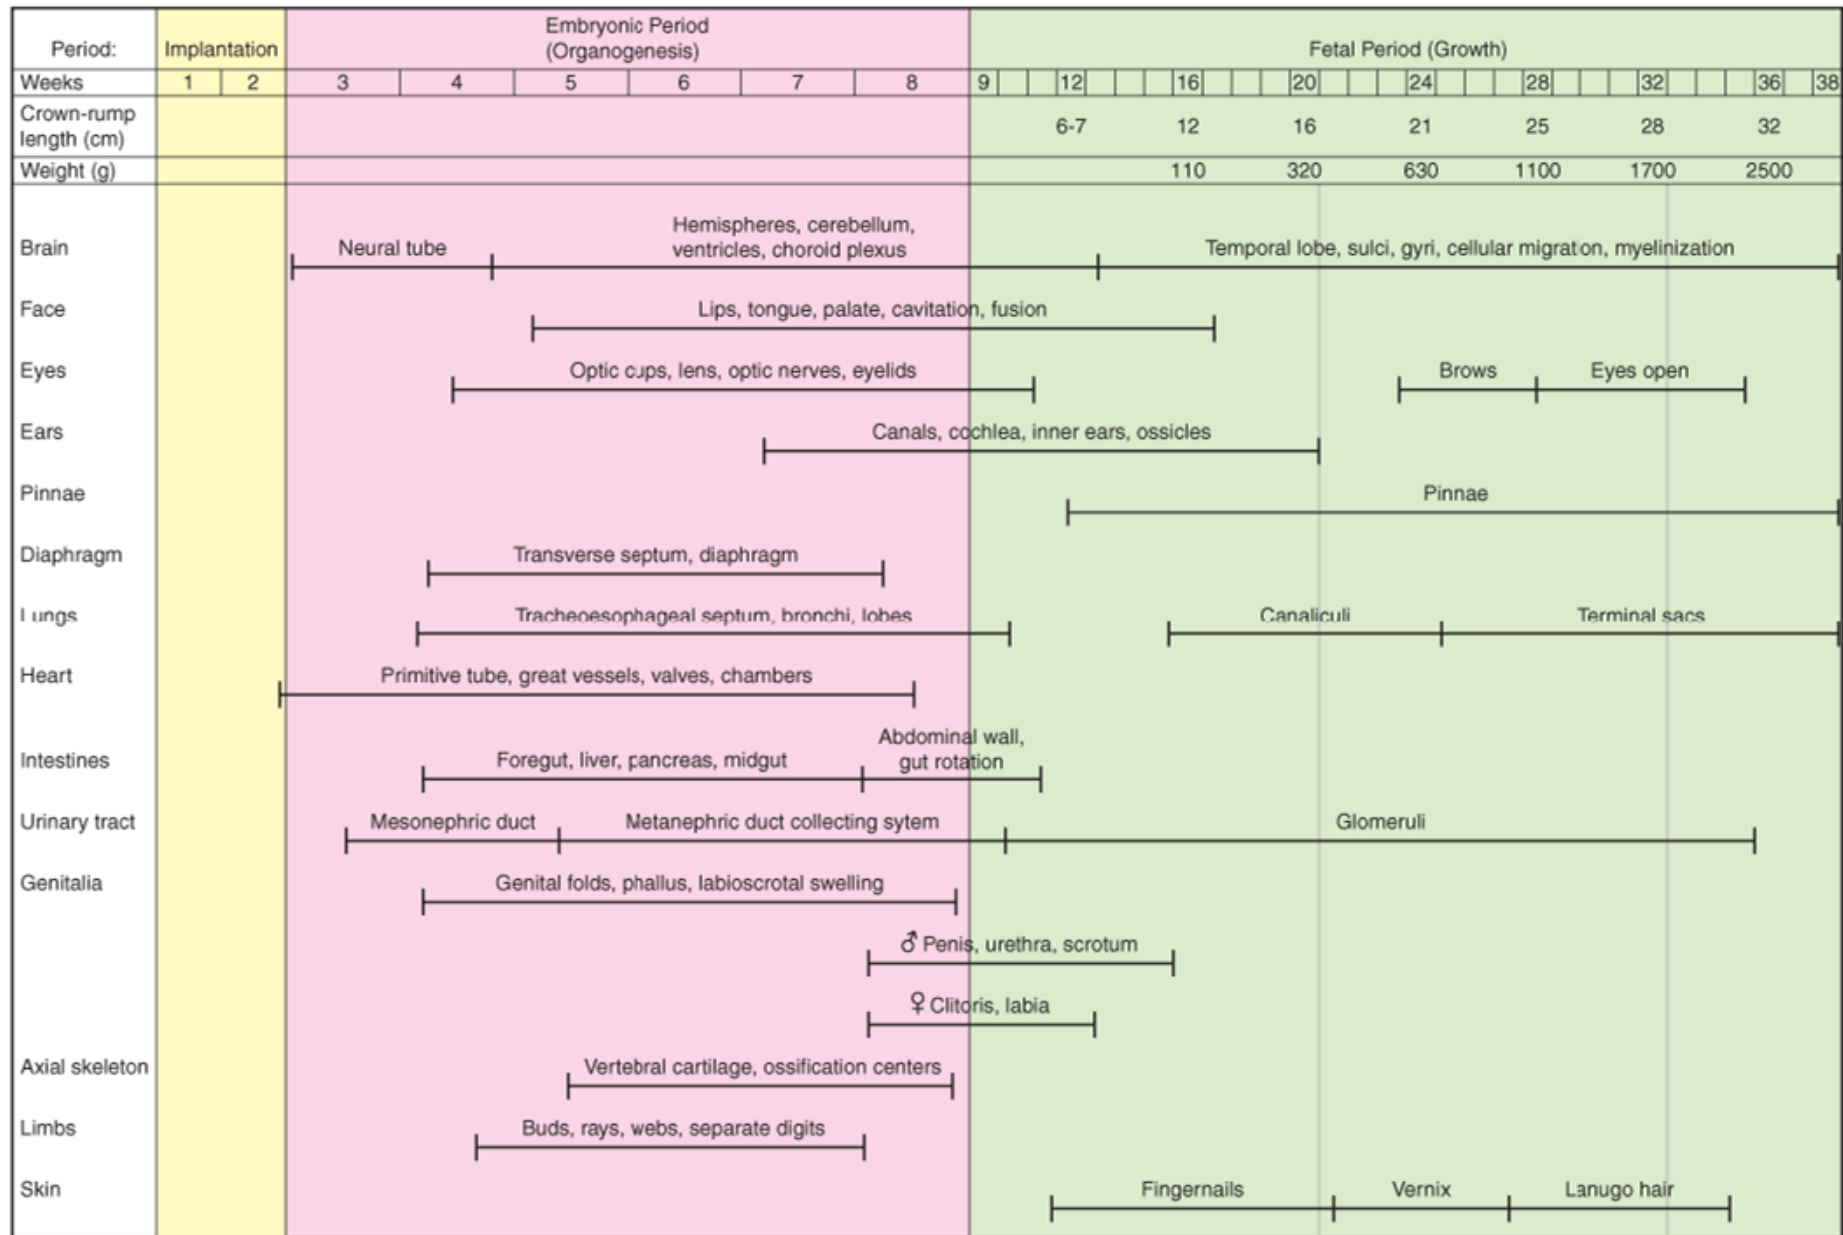 Embryonic Period
Period: Implantation (Organogenesis) Fetal Period (Growth)
Weeks 1 2 3 4 5 6 7 8 9 12 16 20 24 28 32 36 38
Crown-rump
length (cm) 6-7 12 16 21 25 28 32
Weight (g) 110 320 630 1100 1700 2500
Hemispheres, cerebellum,
Brain Neural tube ventricles, choroid plexus Temporal lobe, sulci, gyri, cellular migration, myelinization
Face Lips, tongue, palate, cavitation, fusion
Eyes Optic cups, lens, optic nerves, eyelids Brows Eyes open
Ears Canals, cochlea, inner ears, ossicles
Pinnae Pinnae
Diaphragm Transverse septum, diaphragm
Lungs Tracheoesophageal septum, bronchi, lobes Canaliculi Terminal sacs
Heart Primitive tube, great vessels, valves, chambers
Abdominal wall,
Intestines Foregut, liver, pancreas, midgut gut rotation
Urinary tract Mesonephric duct Metanephric duct collecting sytem Glomeruli
Genitalia Genital folds, phallus, labioscrotal swelling
♂ Penis, urethra, scrotum
♀ Clitoris, labia
Axial skeleton Vertebral cartilage, ossification centers
Limbs Buds, rays, webs, separate digits
Skin Fingernails Vernix Lanugo hair